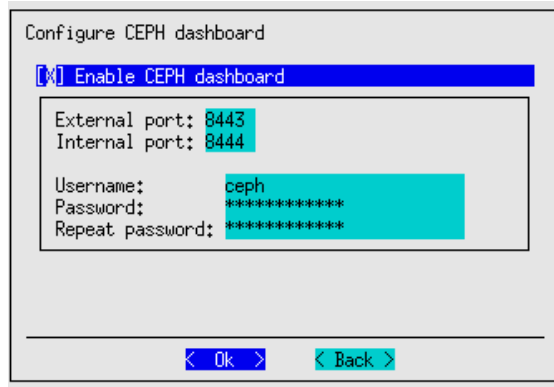 Configure CEPH dashboard
[X] Enable CEPH dashboard
External port: 8443
Internal port: 8444
Username: ceph
Password: ************
Repeat password: ************
< Ok > < Back >